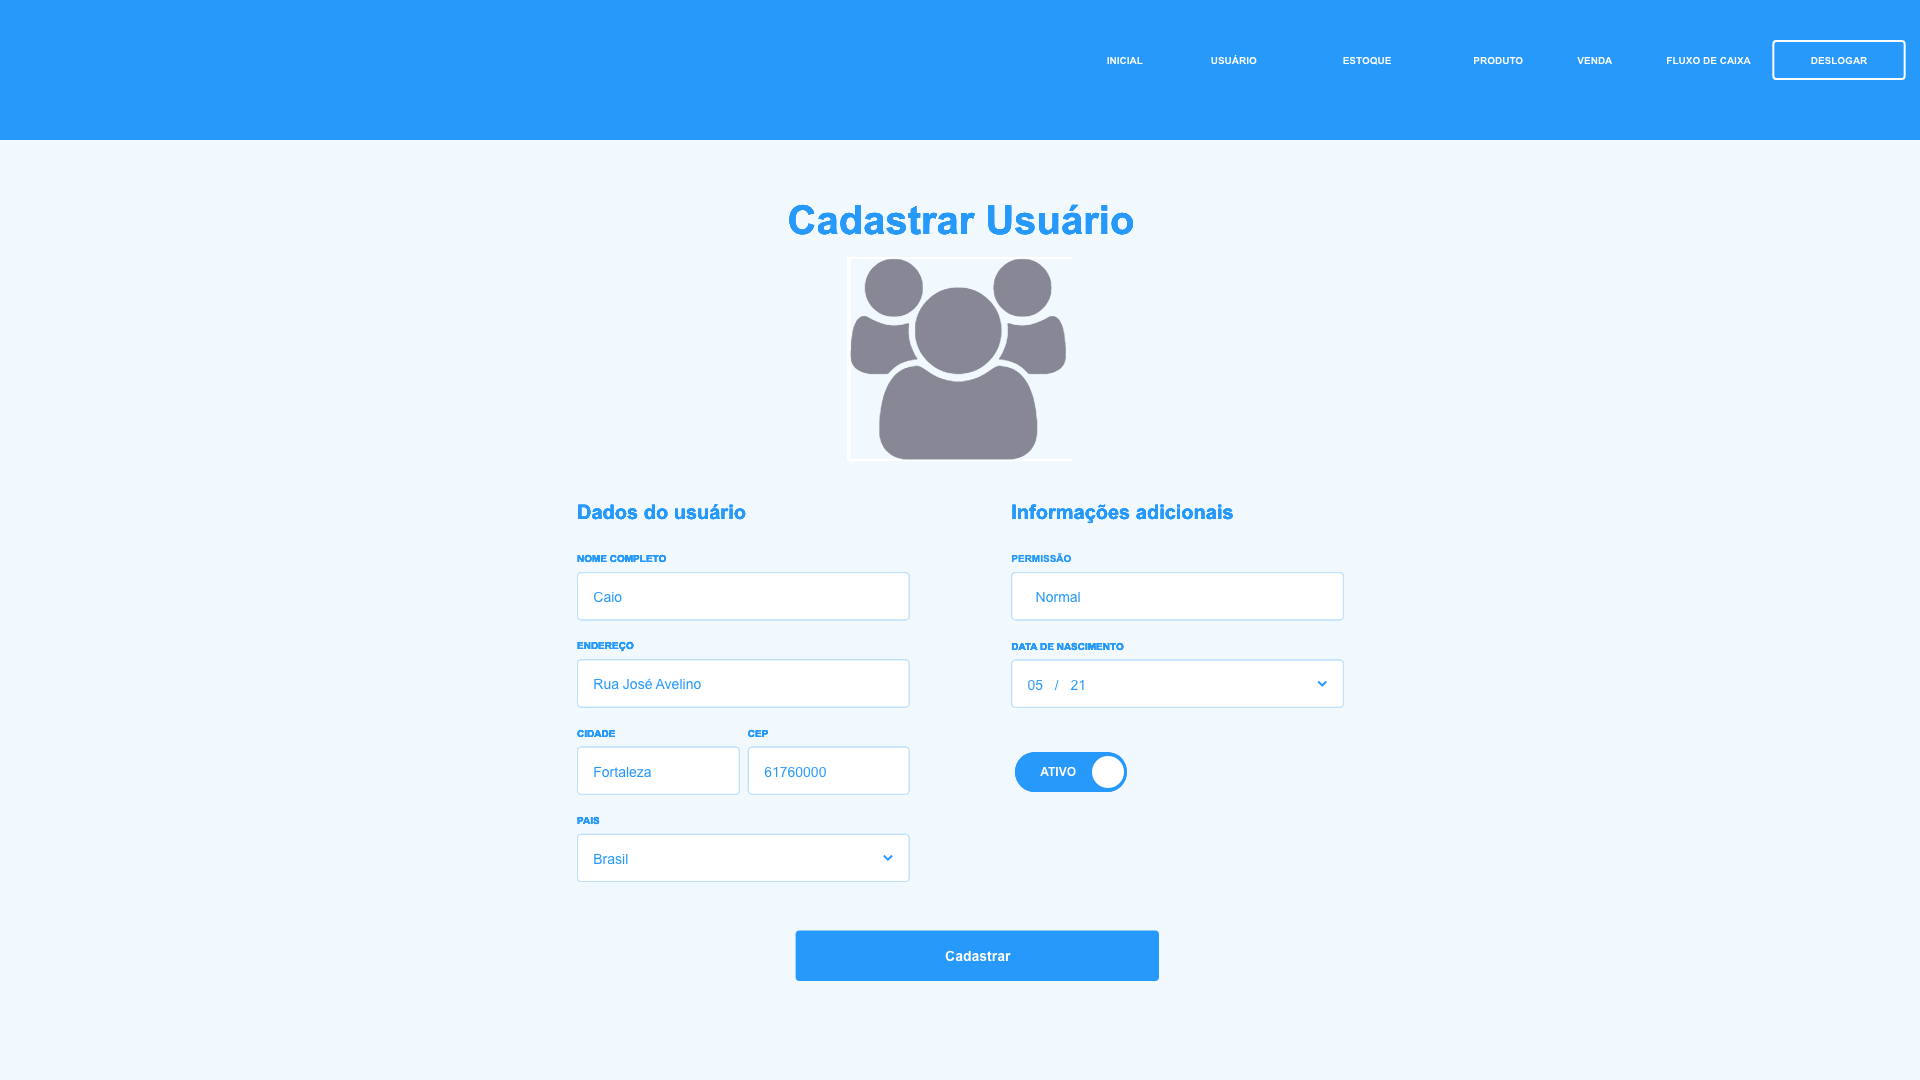 INICIAL USUÁRIO ESTOQUE PRODUTO VENDA FLUXO DE CAIXA DESLOGAR
Cadastrar Usuário
Dados do usuário
NOME COMPLETO
Caio
ENDEREÇO
Rua José Avelino
CIDADE CEP
Fortaleza 61760000
PAIS
Brasil
Informações adicionais
PERMISSÃO
Normal
DATA DE NASCIMENTO
05 / 21
ATIVO
Cadastrar